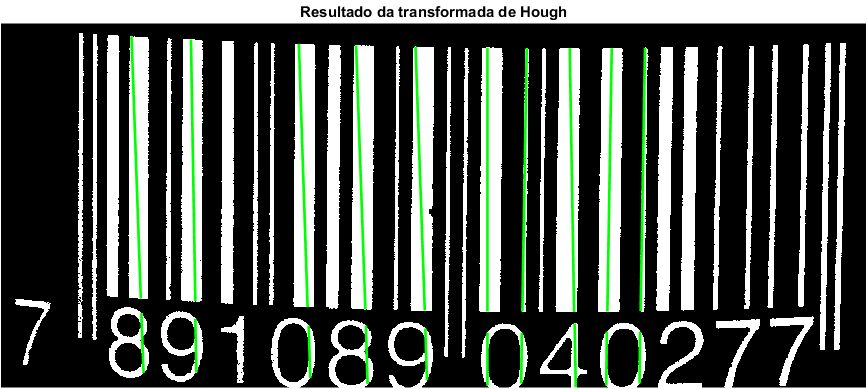 Resultado da transformada de Hough
7 891089 040277